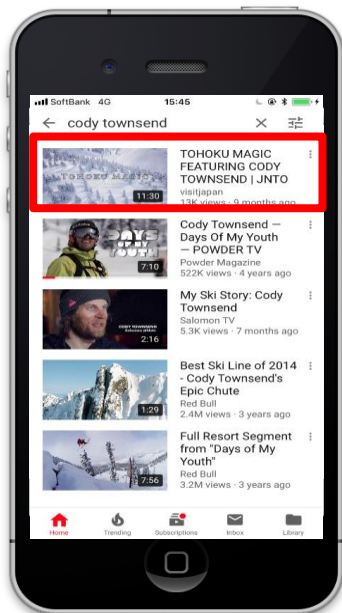 SoftBank 4G 15:45
cody townsend
TOHOKU MAGIC
11:30
TOHOKU MAGIC
FEATURING CODY
TOWNSEND | JNTO
visitjapan
13K views · 9 months ago
DAYS
OF MY
YOUTH
7:10
Cody Townsend —
Days Of My Youth
— POWDER TV
Powder Magazine
522K views · 4 years ago
CODY TOWNSEND
2:16
My Ski Story: Cody
Townsend
Salomon TV
5.3K views · 7 months ago
1:29
Best Ski Line of 2014
- Cody Townsend's
Epic Chute
Red Bull
2.4M views · 3 years ago
7:56
Full Resort Segment
from "Days of My
Youth"
Red Bull
3.2M views · 3 years ago
Home Trending Subscriptions Inbox Library